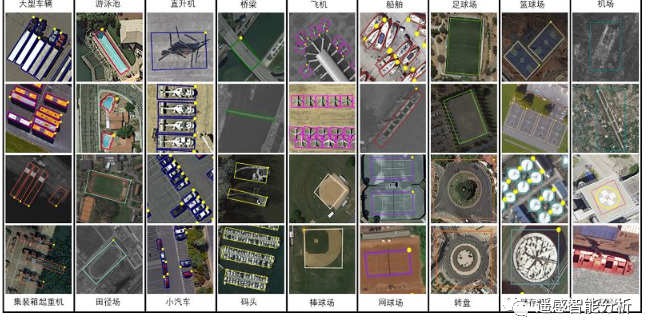 大型车辆 游泳池 直升机 桥梁 飞机 船舶 足球场 篮球场 机场
集装箱起重机 田径场 小汽车 码头 棒球场 网球场 转盘
遥感智能分析